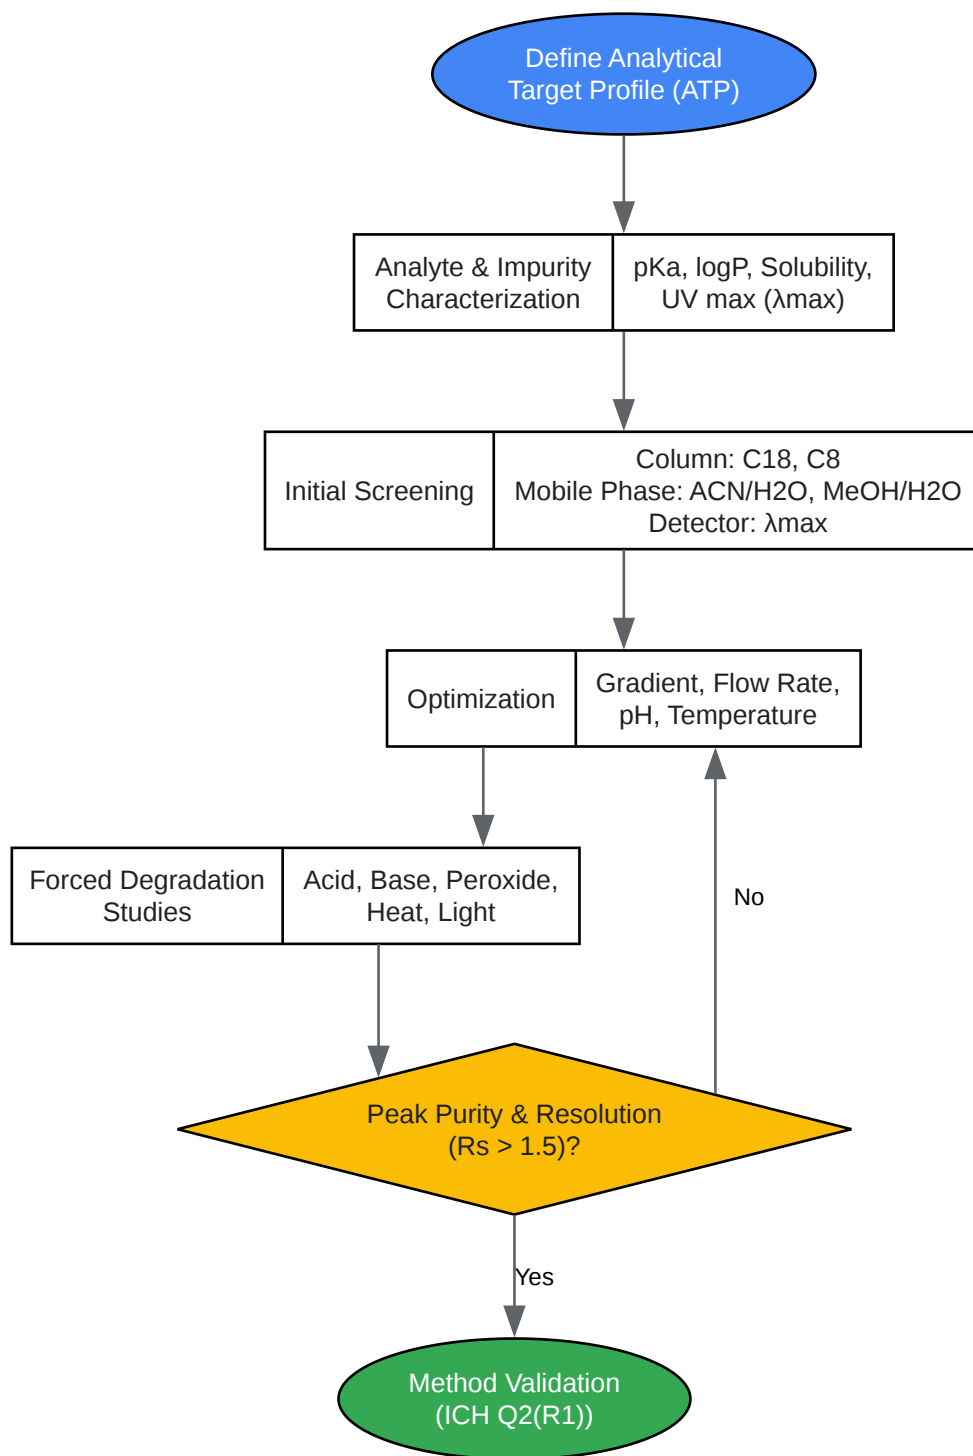 Define Analytical
Target Profile (ATP)
Analyte & Impurity
Characterization
pKa, logP, Solubility,
UV max (λmax)
Initial Screening
Column: C18, C8
Mobile Phase: ACN/H2O, MeOH/H2O
Detector: λmax
Optimization
Gradient, Flow Rate,
pH, Temperature
Forced Degradation
Studies
Acid, Base, Peroxide,
Heat, Light
No
Peak Purity & Resolution
(Rs > 1.5)?
Yes
Method Validation
(ICH Q2(R1))